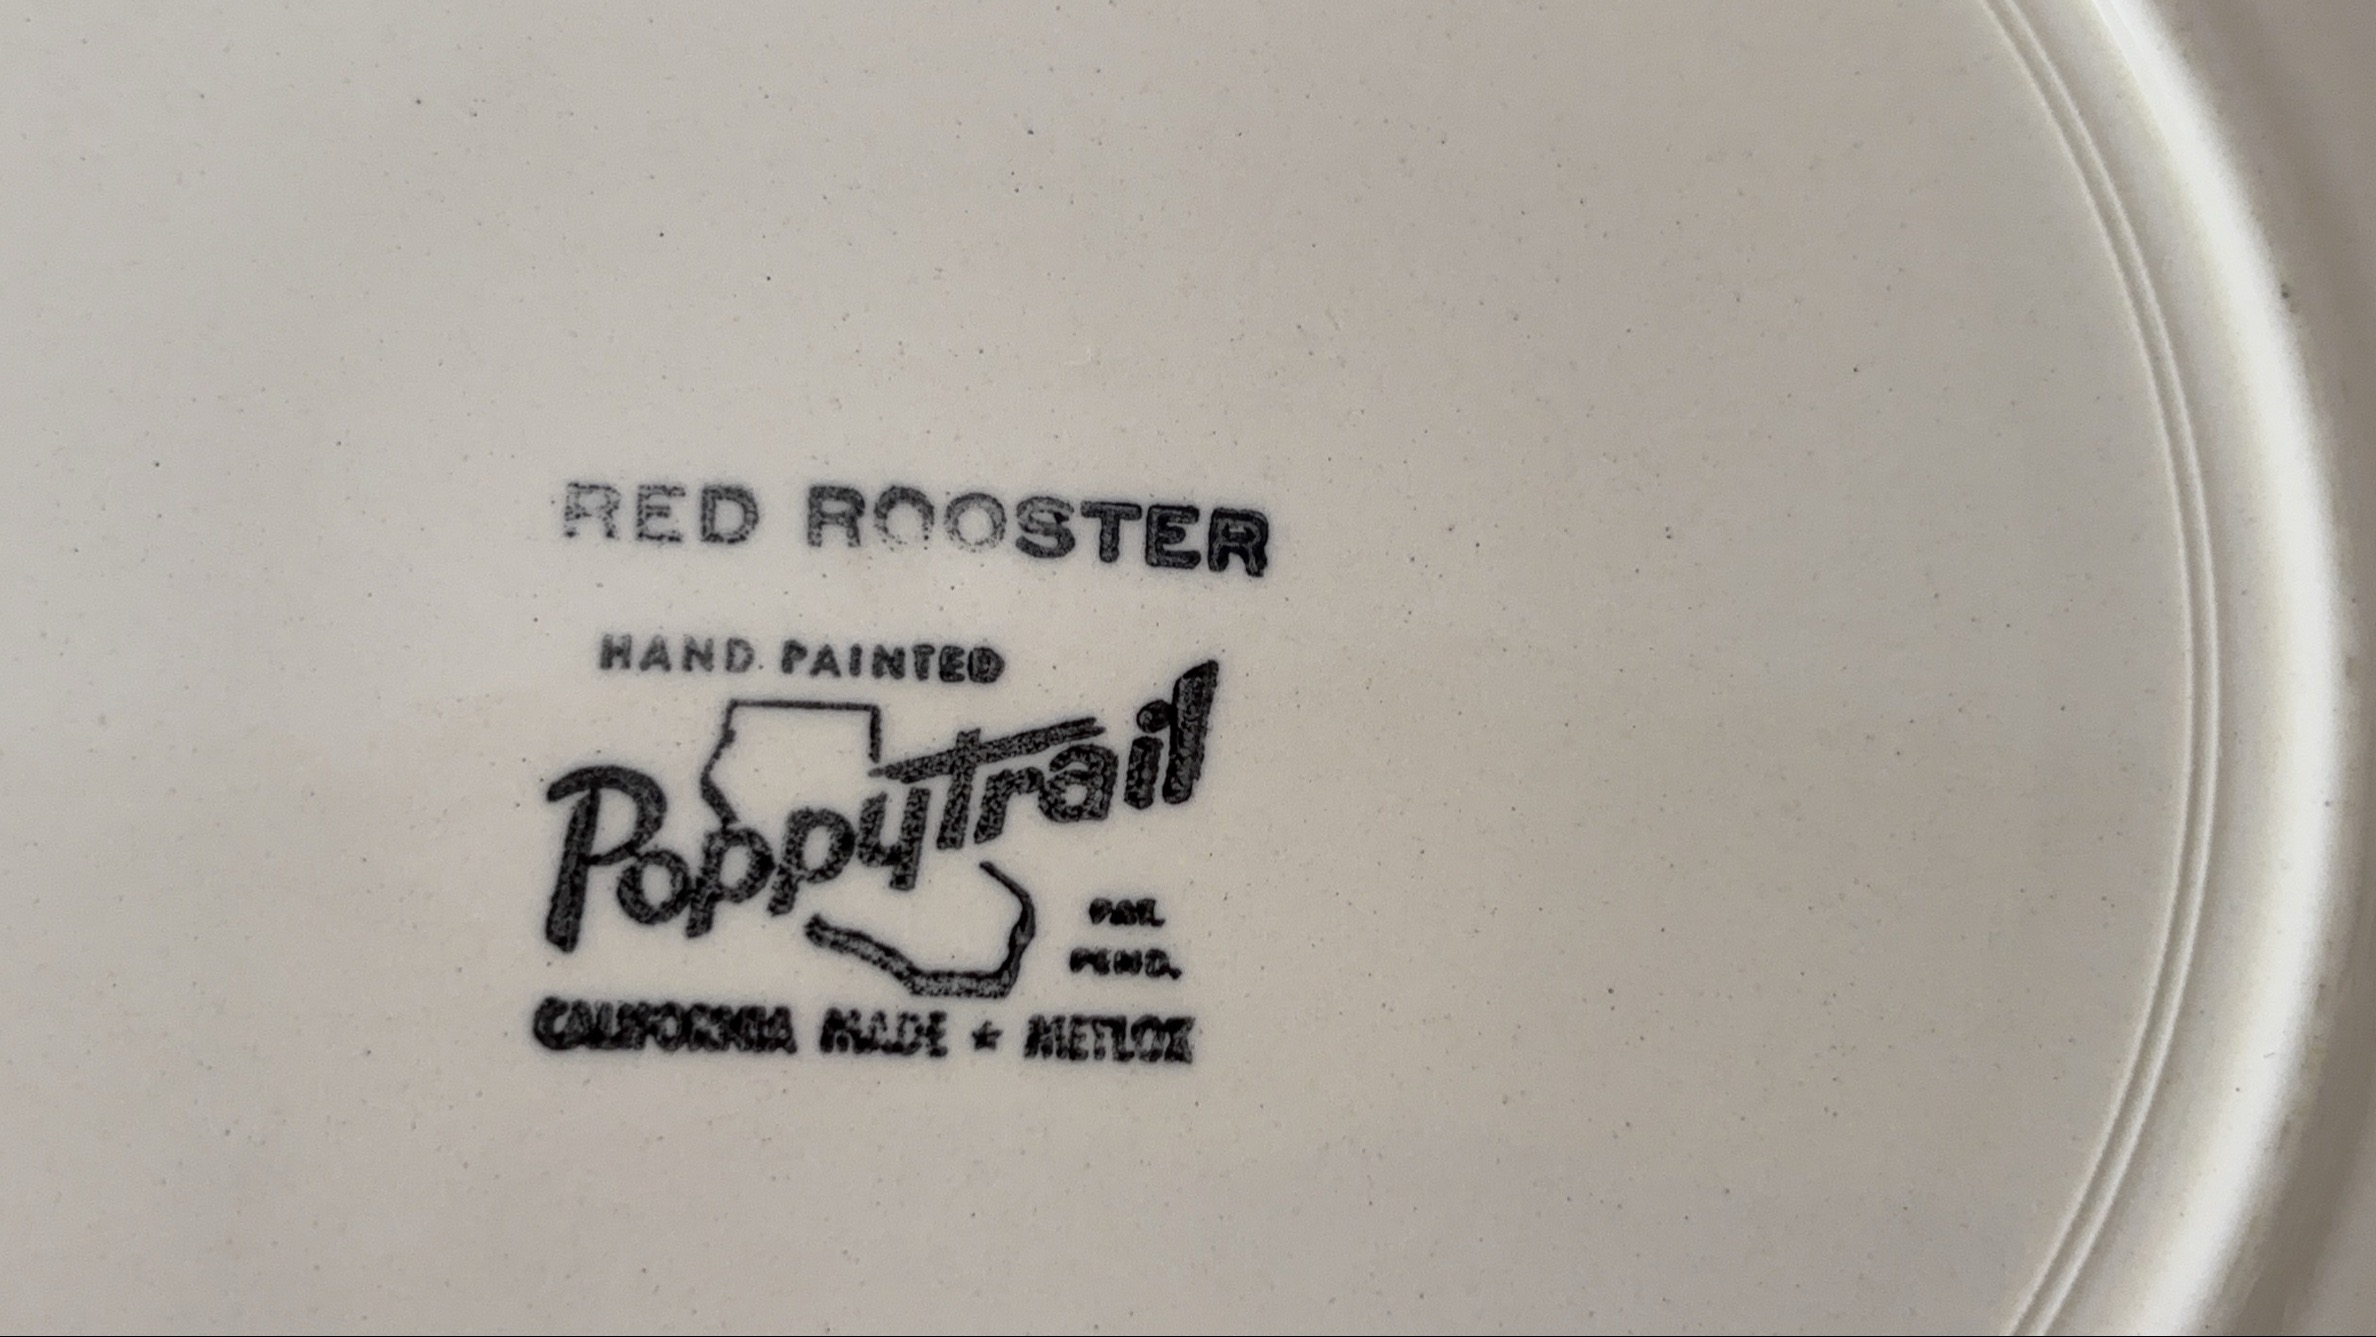 RED ROOSTER
HAND PAINTED
Poppytrail
PAT.
PEND.
CALIFORNIA MADE ★ METLOX